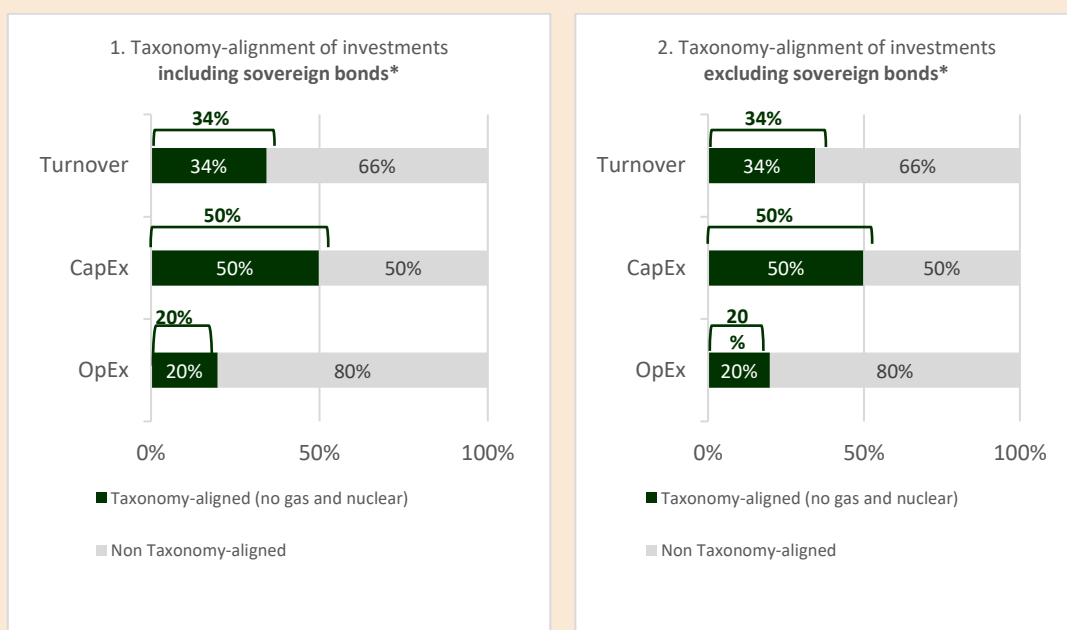 1. Taxonomy-alignment of investments
including sovereign bonds*
34%
Turnover
34%
66%
50%
CapEx
50%
50%
20%
OpEx
20%
80%
0%
50%
100%
Taxonomy-aligned (no gas and nuclear)
Non Taxonomy-aligned
2. Taxonomy-alignment of investments
excluding sovereign bonds*
34%
Turnover
34%
66%
50%
CapEx
50%
50%
20
%
OpEx
20%
80%
0%
50%
100%
Taxonomy-aligned (no gas and nuclear)
Non Taxonomy-aligned